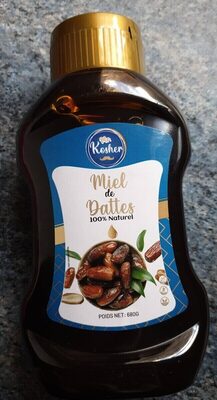 Kosher
Miel
de
Dattes
100% Naturel
POIDS NET: 680G